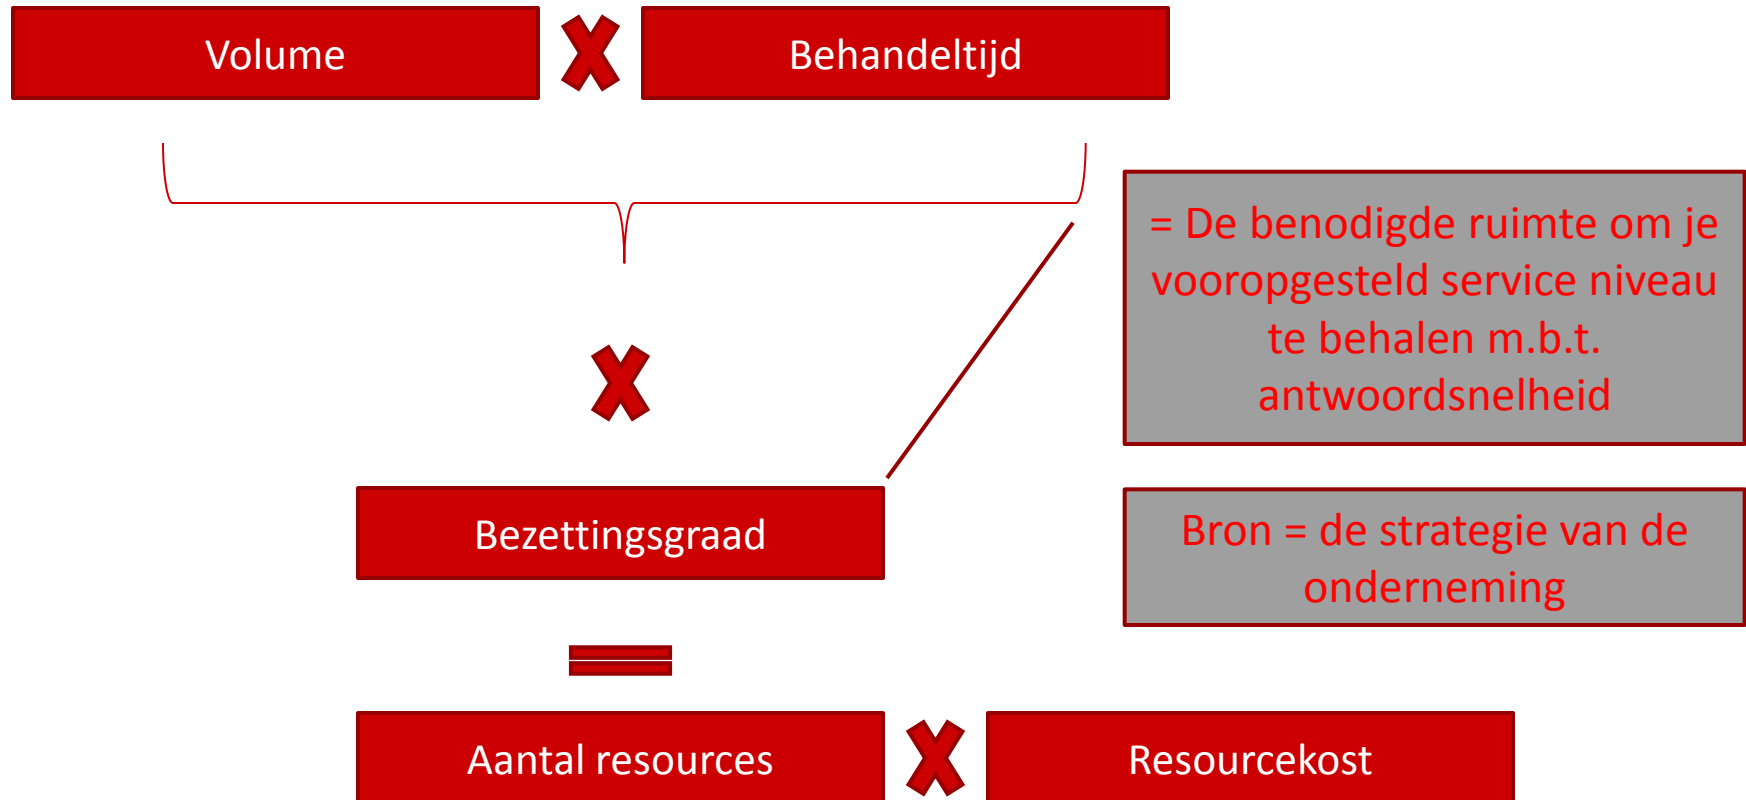 Volume
Behandeltijd
= De benodigde ruimte om je
vooropgesteld service niveau
te behalen m.b.t.
antwoordsnelheid
Bezettingsgraad
Bron = de strategie van de
onderneming
Aantal resources
Resourcekost